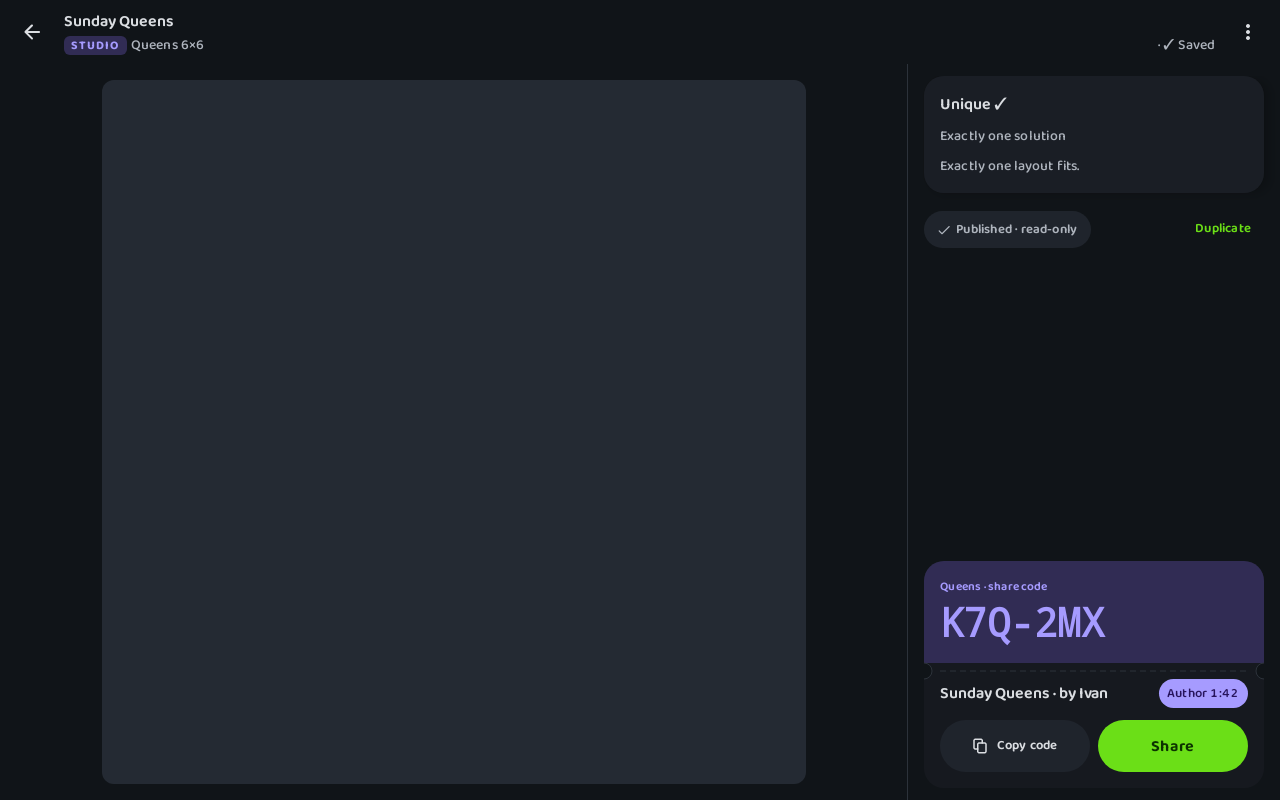 Sunday Queens
STUDIO Queens 6×6
· ✓ Saved
Unique ✓
Exactly one solution
Exactly one layout fits.
Published · read-only
Duplicate
Queens · share code
K7Q-2MX
Sunday Queens · by Ivan
Author 1:42
Copy code
Share